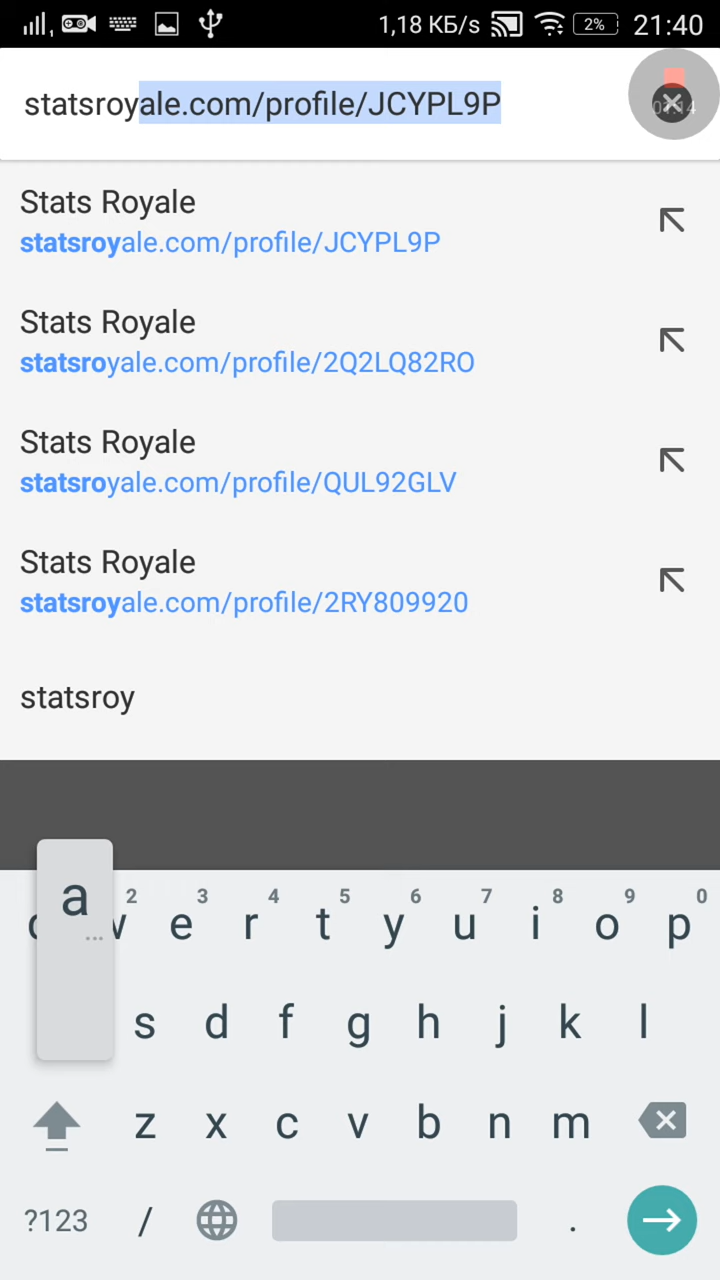 1,18 КБ/s 2% 21:40
statsroyale.com/profile/JCYPL9P
Stats Royale
statsroyale.com/profile/JCYPL9P
Stats Royale
statsroyale.com/profile/2Q2LQ82RO
Stats Royale
statsroyale.com/profile/QUL92GLV
Stats Royale
statsroyale.com/profile/2RY809920
statsroy
a
2 3 4 5 6 7 8 9 0
w e r t y u i o p
s d f g h j k l
z x c v b n m
?123 / .